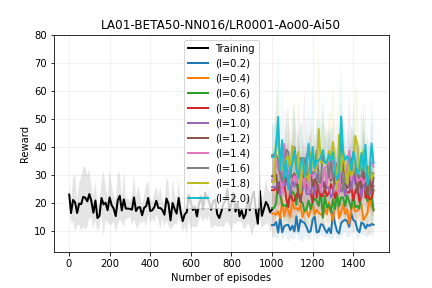 LA01-BETA50-NN016/LR0001-Ao00-Ai50
80
70
60
50
40
30
20
10
Reward
Training
(l=0.2)
(l=0.4)
(l=0.6)
(l=0.8)
(l=1.0)
(l=1.2)
(l=1.4)
(l=1.6)
(l=1.8)
(l=2.0)
0 200 400 600 800 1000 1200 1400
Number of episodes